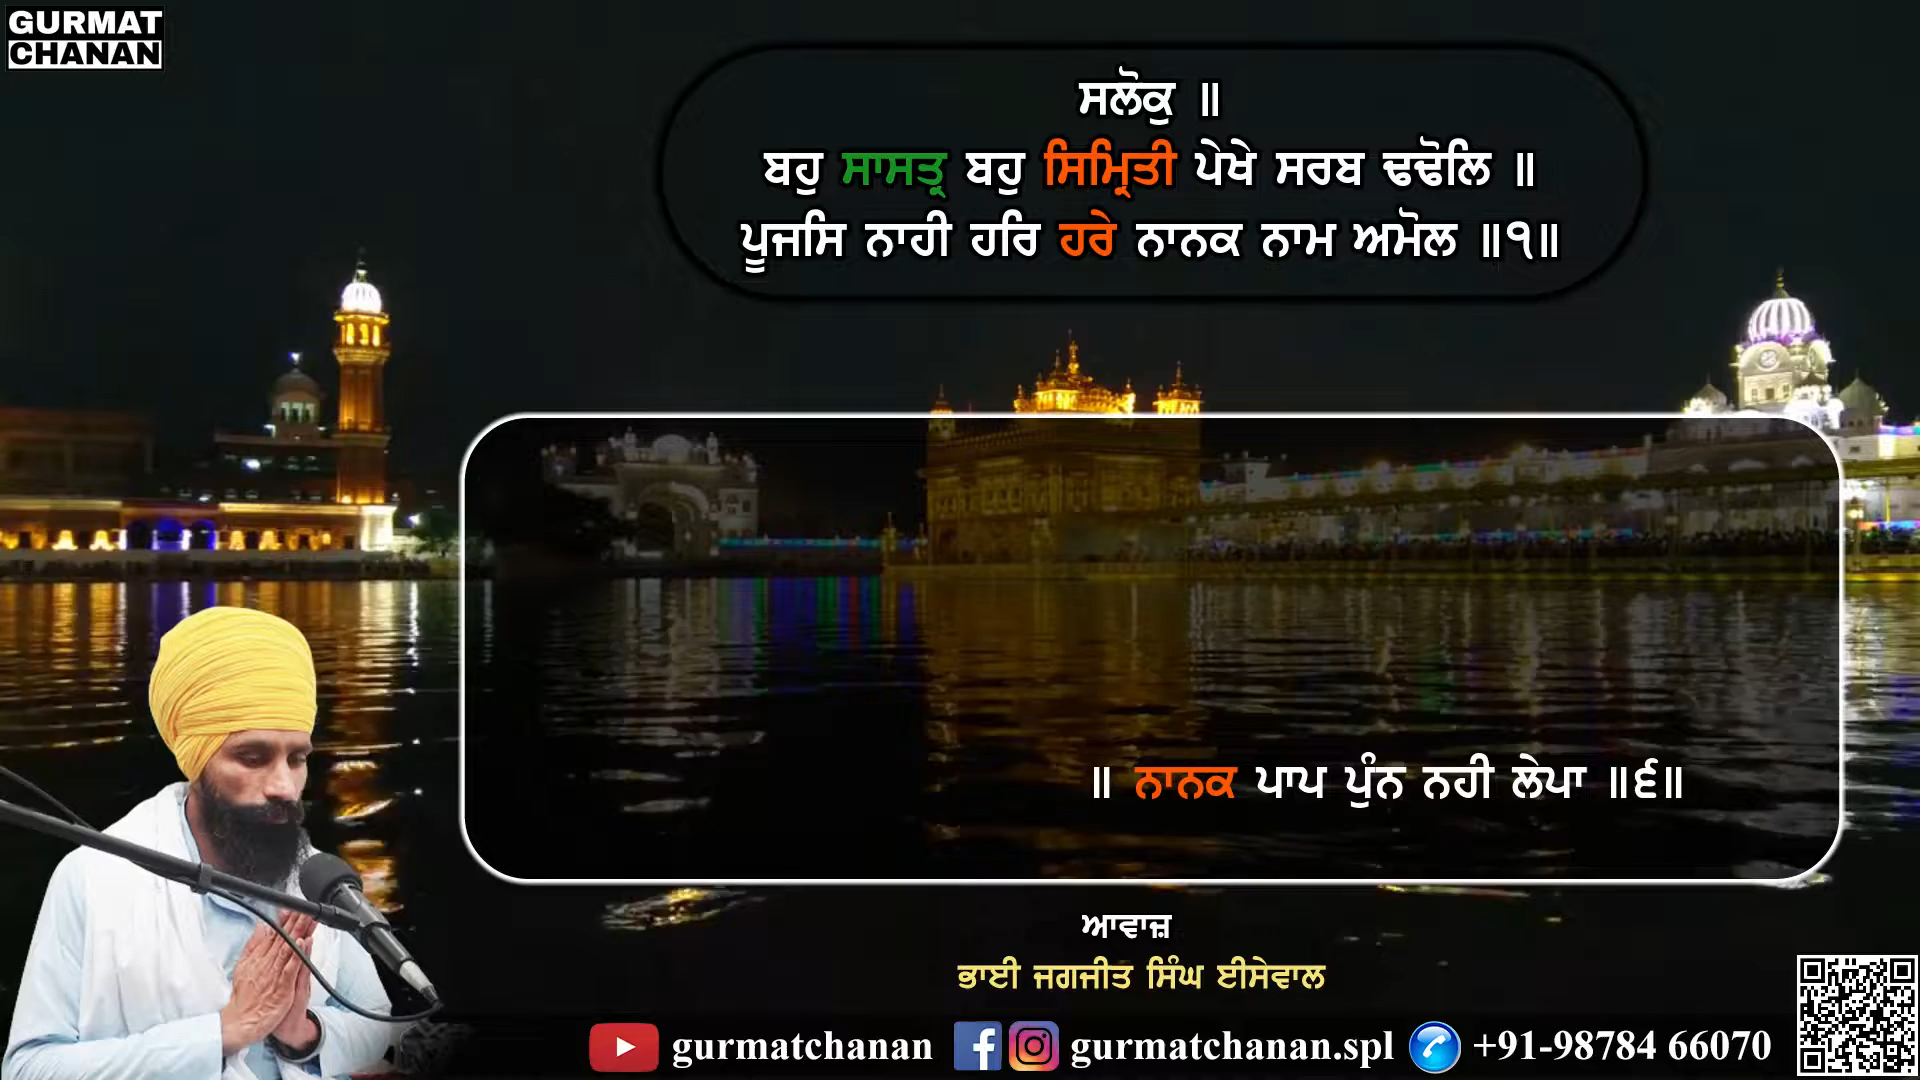 GURMAT
CHANAN
ਸਲੋਕੁ ॥
ਬਹੁ ਸਾਸਤ੍ਰ ਬਹੁ ਸਿਮ੍ਰਿਤੀ ਪੇਖੇ ਸਰਬ ਢਢੋਲਿ ॥
ਪੂਜਸਿ ਨਾਹੀ ਹਰਿ ਹਰੇ ਨਾਨਕ ਨਾਮ ਅਮੋਲ ॥੧॥
॥ ਨਾਨਕ ਪਾਪ ਪੁੰਨ ਨਹੀ ਲੇਪਾ ॥੬॥
ਆਵਾਜ਼
ਭਾਈ ਜਗਜੀਤ ਸਿੰਘ ਈਸੇਵਾਲ
gurmatchanan gurmatchanan.spl +91-98784 66070